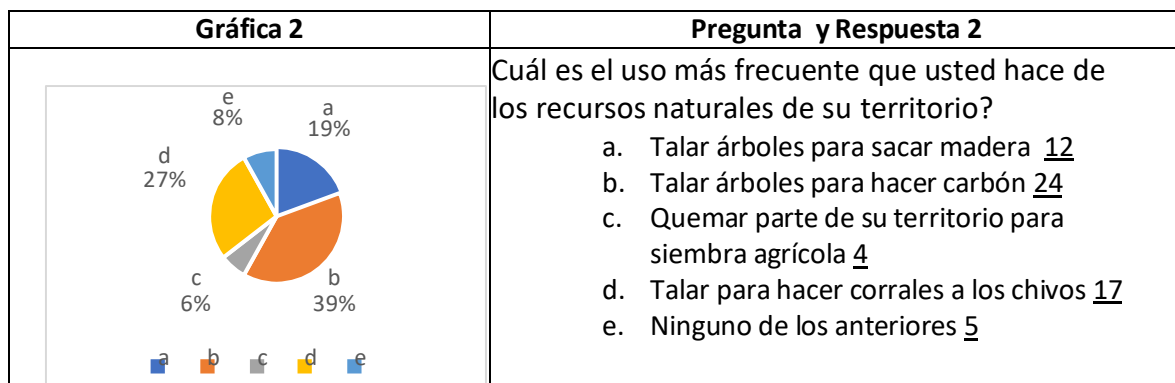 Gráfica 2
Pregunta y Respuesta 2
e
8%
a
19%
d
27%
c
6%
b
39%
a b c d e
Cuál es el uso más frecuente que usted hace de
los recursos naturales de su territorio?
a. Talar árboles para sacar madera 12
b. Talar árboles para hacer carbón 24
c. Quemar parte de su territorio para
siembra agrícola 4
d. Talar para hacer corrales a los chivos 17
e. Ninguno de los anteriores 5